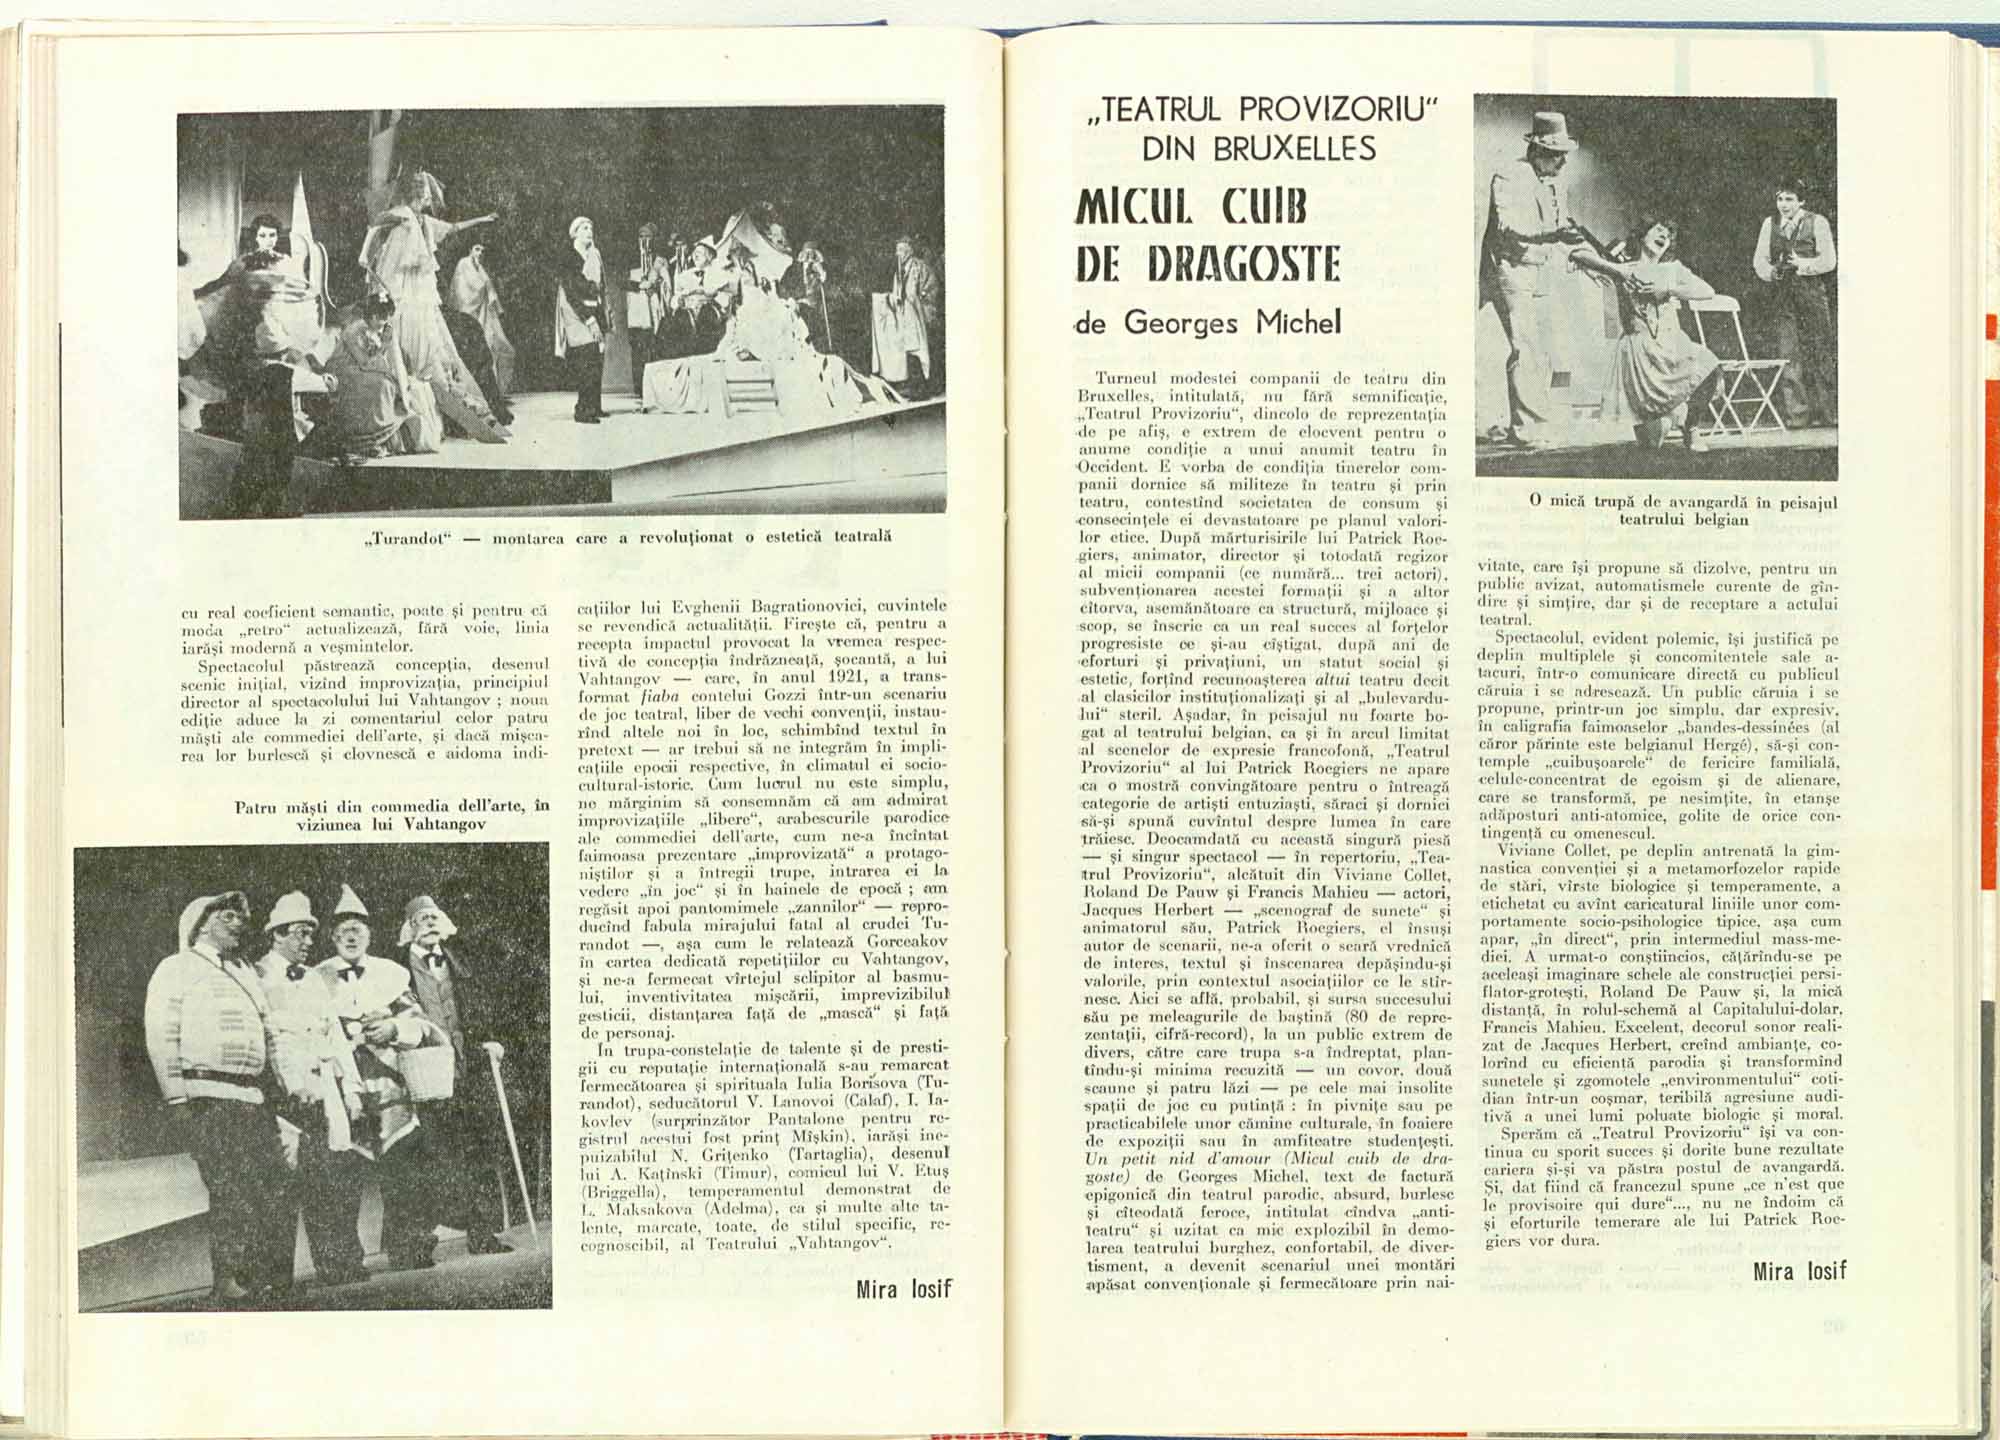 „Turandot“ — montarea care a revoluționat o estetică teatrală
cu real coeficient semantic, poate și pentru că
moda „retro“ actualizează, fără voie, linia
iarăși modernă a veșmintelor.
Spectacolul păstrează concepția, desenul
scenic inițial, vizînd improvizația, principiul
director al spectacolului lui Vahtangov ; noua
ediție aduce la zi comentariul celor patru
măști ale commediei dell'arte, și dacă mișca-
rea lor burlescă și clovnescă e aidoma indi-
Patru măști din commedia dell'arte, în
viziunea lui Vahtangov
cațiilor lui Evghenii Bagrationovici, cuvintele
se revendică actualității. Firește că, pentru a
recepta impactul provocat la vremea respec-
tivă de concepția îndrăzneață, șocantă, a lui
Vahtangov — care, în anul 1921, a trans-
format fiaba contelui Gozzi într-un scenariu
de joc teatral, liber de vechi convenții, instau-
rînd altele noi în loc, schimbînd textul în
pretext — ar trebui să ne integrăm în impli-
cațiile epocii respective, în climatul ei socio-
cultural-istoric. Cum lucrul nu este simplu,
ne mărginim să consemnăm că am admirat
improvizațiile „libere“, arabescurile parodice
ale commediei dell'arte, cum ne-a încîntat
faimoasa prezentare „improvizată“ a protago-
niștilor și a întregii trupe, intrarea ei la
vedere „în joc“ și în hainele de epocă ; am
regăsit apoi pantomimele „zannilor“ — repro-
ducînd fabula mirajului fatal al crudei Tu-
randot —, așa cum le relatează Gorceakov
în cartea dedicată repetițiilor cu Vahtangov,
și ne-a fermecat vîrtejul sclipitor al basmu-
lui, inventivitatea mișcării, imprevizibilul
gesticii, distanțarea față de „mască“ și față
de personaj.
In trupa-constelație de talente și de presti-
gii cu reputație internațională s-au remarcat
fermecătoarea și spirituala Iulia Borisova (Tu-
randot), seducătorul V. Lanovoi (Calaf), I. Ia-
kovlev (surprinzător Pantalone pentru re-
gistrul acestui fost prinț Mîșkin), iarăși ine-
puizabilul N. Grițenko (Tartaglia), desenul
lui A. Kațînski (Timur), comicul lui V. Etuș
(Briggella), temperamentul demonstrat de
L. Maksakova (Adelma), ca și multe alte ta-
lente, marcate, toate, de stilul specific, re-
cognoscibil, al Teatrului „Vahtangov“.
Mira Iosif
„TEATRUL PROVIZORIU“
DIN BRUXELLES
MICUL CUIB
DE DRAGOSTE
de Georges Michel
Turneul modestei companii de teatru din
Bruxelles, intitulată, nu fără semnificație,
„Teatrul Provizoriu“, dincolo de reprezentația
de pe afiș, e extrem de elocvent pentru o
anume condiție a unui anumit teatru în
Occident. E vorba de condiția tinerelor com-
panii dornice să militeze în teatru și prin
teatru, contestînd societatea de consum și
consecințele ei devastatoare pe planul valori-
lor etice. După mărturisirile lui Patrick Roe-
giers, animator, director și totodată regizor
al micii companii (ce numără... trei actori),
subvenționarea acestei formații și a altor
cîtorva, asemănătoare ca structură, mijloace și
scop, se înscrie ca un real succes al forțelor
progresiste ce și-au cîștigat, după ani de
eforturi și privațiuni, un statut social și
estetic, forțînd recunoașterea altui teatru decît
al clasicilor instituționalizați și al „bulevardu-
lui“ steril. Așadar, în peisajul nu foarte bo-
gat al teatrului belgian, ca și în arcul limitat
al scenelor de expresie francofonă, „Teatrul
Provizoriu“ al lui Patrick Roegiers ne apare
ca o mostră convingătoare pentru o întreagă
categorie de artiști entuziaști, săraci și dornici
să-și spună cuvîntul despre lumea în care
trăiesc. Deocamdată cu această singură piesă
— și singur spectacol — în repertoriu, „Tea-
trul Provizoriu“, alcătuit din Viviane Collet,
Roland De Pauw și Francis Mahieu — actori,
Jacques Herbert — „scenograf de sunete“ și
animatorul său, Patrick Roegiers, el însuși
autor de scenarii, ne-a oferit o seară vrednică
de interes, textul și înscenarea depășindu-și
valorile, prin contextul asociațiilor ce le stîr-
nesc. Aici se află, probabil, și sursa succesului
său pe meleagurile de baștină (80 de repre-
zentații, cifră-record), la un public extrem de
divers, către care trupa s-a îndreptat, plan-
tîndu-și minima recuzită — un covor, două
scaune și patru lăzi — pe cele mai insolite
spații de joc cu putință : în pivnițe sau pe
practicabilele unor cămine culturale, în foaiere
de expoziții sau în amfiteatre studențești.
Un petit nid d'amour (Micul cuib de dra-
goste) de Georges Michel, text de factură
epigonică din teatrul parodic, absurd, burlesc
și cîteodată feroce, intitulat cîndva „anti-
teatru“ și uzitat ca mic explozibil în demo-
larea teatrului burghez, confortabil, de diver-
tisment, a devenit scenariul unei montări
apăsat convenționale și fermecătoare prin nai-
O mică trupă de avangardă în peisajul
teatrului belgian
vitate, care își propune să dizolve, pentru un
public avizat, automatismele curente de gîn-
dire și simțire, dar și de receptare a actului
teatral.
Spectacolul, evident polemic, își justifică pe
deplin multiplele și concomitentele sale a-
tacuri, într-o comunicare directă cu publicul
căruia i se adresează. Un public căruia i se
propune, printr-un joc simplu, dar expresiv,
în caligrafia faimoaselor „bandes-dessinées (al
căror părinte este belgianul Hergé), să-și con-
temple „cuibușoarele“ de fericire familială,
celule-concentrat de egoism și de alienare,
care se transformă, pe nesimțite, în etanșe
adăposturi anti-atomice, golite de orice con-
tingență cu omenescul.
Viviane Collet, pe deplin antrenată la gim-
nastica convenției și a metamorfozelor rapide
de stări, vîrste biologice și temperamente, a
etichetat cu avînt caricatural liniile unor com-
portamente socio-psihologice tipice, așa cum
apar, „în direct“, prin intermediul mass-me-
diei. A urmat-o conștiincios, cățărîndu-se pe
aceleași imaginare schele ale construcției persi-
flator-grotești, Roland De Pauw și, la mică
distanță, în rolul-schemă al Capitalului-dolar,
Francis Mahieu. Excelent, decorul sonor reali-
zat de Jacques Herbert, creînd ambianțe, co-
lorînd cu eficiență parodia și transformînd
sunetele și zgomotele „environmentului“ coti-
dian într-un coșmar, teribilă agresiune audi-
tivă a unei lumi poluate biologic și moral.
Sperăm că „Teatrul Provizoriu“ își va con-
tinua cu sporit succes și dorite bune rezultate
cariera și-și va păstra postul de avangardă.
Și, dat fiind că francezul spune „ce n'est que
le provisoire qui dure“..., nu ne îndoim că
și eforturile temerare ale lui Patrick Roe-
giers vor dura.
Mira Iosif